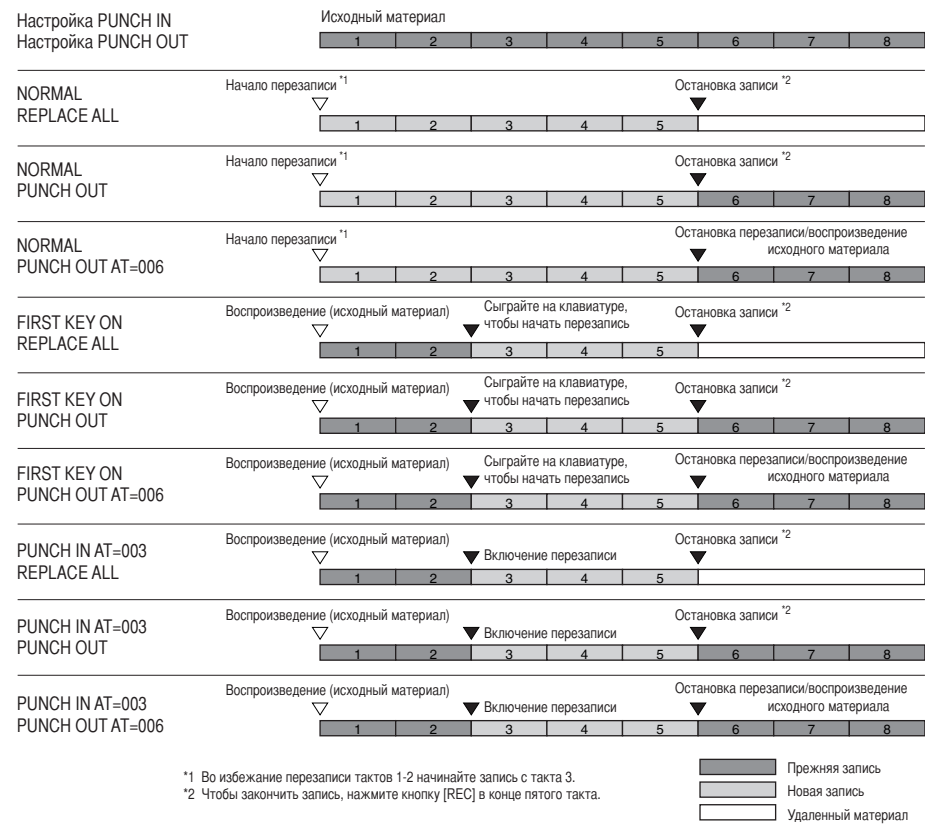 Настройка PUNCH IN
Настройка PUNCH OUT
Исходный материал
1 2 3 4 5 6 7 8
NORMAL
REPLACE ALL
Начало перезаписи *1
Остановка записи *2
1 2 3 4 5
NORMAL
PUNCH OUT
Начало перезаписи *1
Остановка записи *2
1 2 3 4 5 6 7 8
NORMAL
PUNCH OUT AT=006
Начало перезаписи *1
Остановка перезаписи/воспроизведение
исходного материала
1 2 3 4 5 6 7 8
FIRST KEY ON
REPLACE ALL
Воспроизведение (исходный материал)
Сыграйте на клавиатуре,
чтобы начать перезапись
Остановка записи *2
1 2 3 4 5
FIRST KEY ON
PUNCH OUT
Воспроизведение (исходный материал)
Сыграйте на клавиатуре,
чтобы начать перезапись
Остановка записи *2
1 2 3 4 5 6 7 8
FIRST KEY ON
PUNCH OUT AT=006
Воспроизведение (исходный материал)
Сыграйте на клавиатуре,
чтобы начать перезапись
Остановка перезаписи/воспроизведение
исходного материала
1 2 3 4 5 6 7 8
PUNCH IN AT=003
REPLACE ALL
Воспроизведение (исходный материал)
Включение перезаписи
Остановка записи *2
1 2 3 4 5
PUNCH IN AT=003
PUNCH OUT
Воспроизведение (исходный материал)
Включение перезаписи
Остановка записи *2
1 2 3 4 5 6 7 8
PUNCH IN AT=003
PUNCH OUT AT=006
Воспроизведение (исходный материал)
Включение перезаписи
Остановка перезаписи/воспроизведение
исходного материала
1 2 3 4 5 6 7 8
*1 Во избежание перезаписи тактов 1-2 начинайте запись с такта 3.
*2 Чтобы закончить запись, нажмите кнопку [REC] в конце пятого такта.
Прежняя запись
Новая запись
Удаленный материал